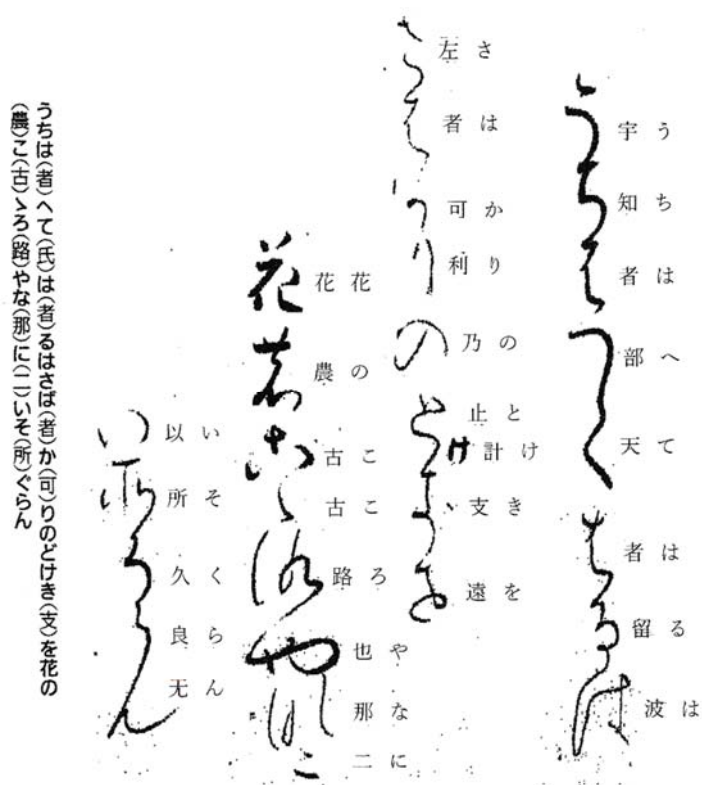 うちはへてはるは
宇知者部天者留波
うちはへてはるは
さはかりのとけきを
左者可利乃止計支遠
さはかりのとけきを
花のこころやなに
花農古古路也那二
花のこゝろやなに
いそくらん
以所久良无
いそくらん
うちは(者)へて(氏)は(者)るはさば(者)か(可)りのどけき(支)を花の
(農)こ(古)ゝろ(路)やな(那)に(二)いそ(所)ぐらん